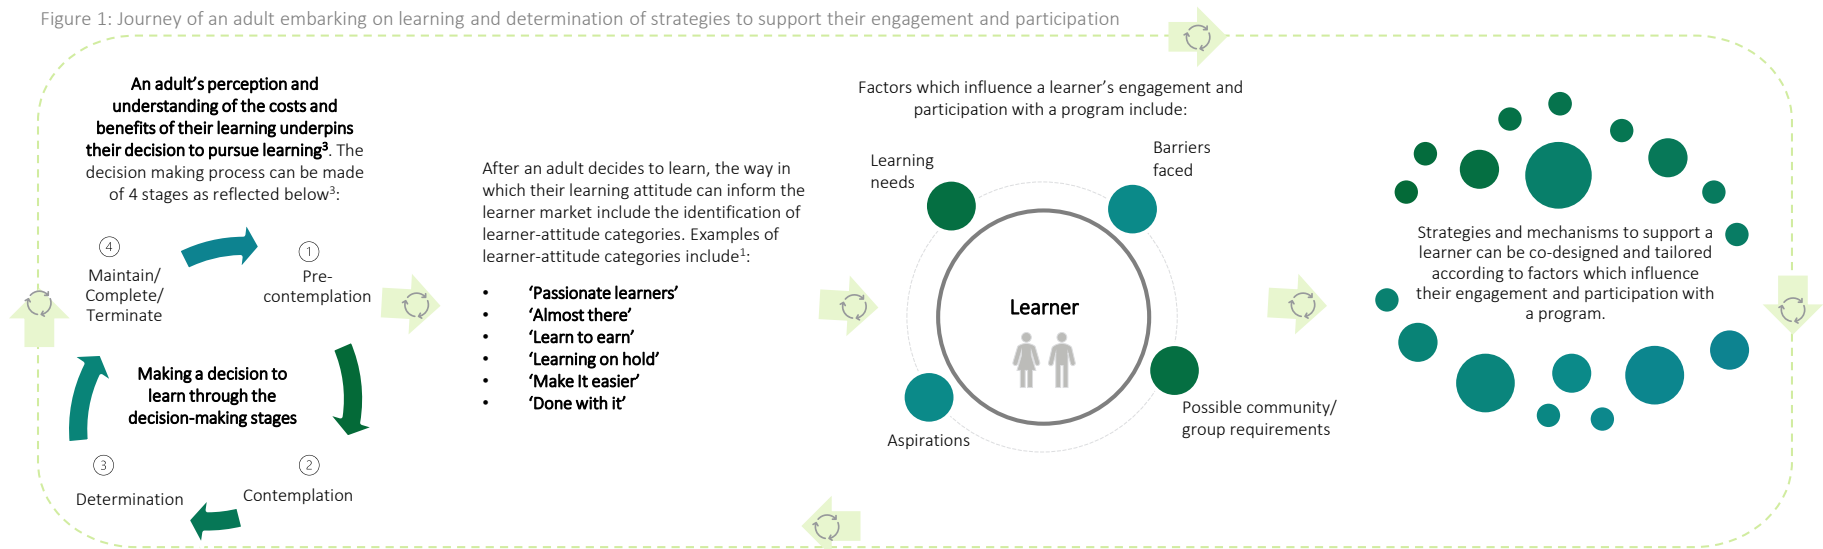 Figure 1: Journey of an adult embarking on learning and determination of strategies to support their engagement and participation
An adult’s perception and
understanding of the costs and
benefits of their learning underpins
their decision to pursue learning³. The
decision making process can be made
of 4 stages as reflected below³:
4
Maintain/
Complete/
Terminate
1
Pre-
contemplation
Making a decision to
learn through the
decision-making stages
3
Determination
2
Contemplation
After an adult decides to learn, the way in
which their learning attitude can inform the
learner market include the identification of
learner-attitude categories. Examples of
learner-attitude categories include¹:
• ‘Passionate learners’
• ‘Almost there’
• ‘Learn to earn’
• ‘Learning on hold’
• ‘Make It easier’
• ‘Done with it’
Factors which influence a learner’s engagement and
participation with a program include:
Learning
needs
Barriers
faced
Learner
Aspirations
Possible community/
group requirements
Strategies and mechanisms to support a
learner can be co-designed and tailored
according to factors which influence
their engagement and participation with
a program.